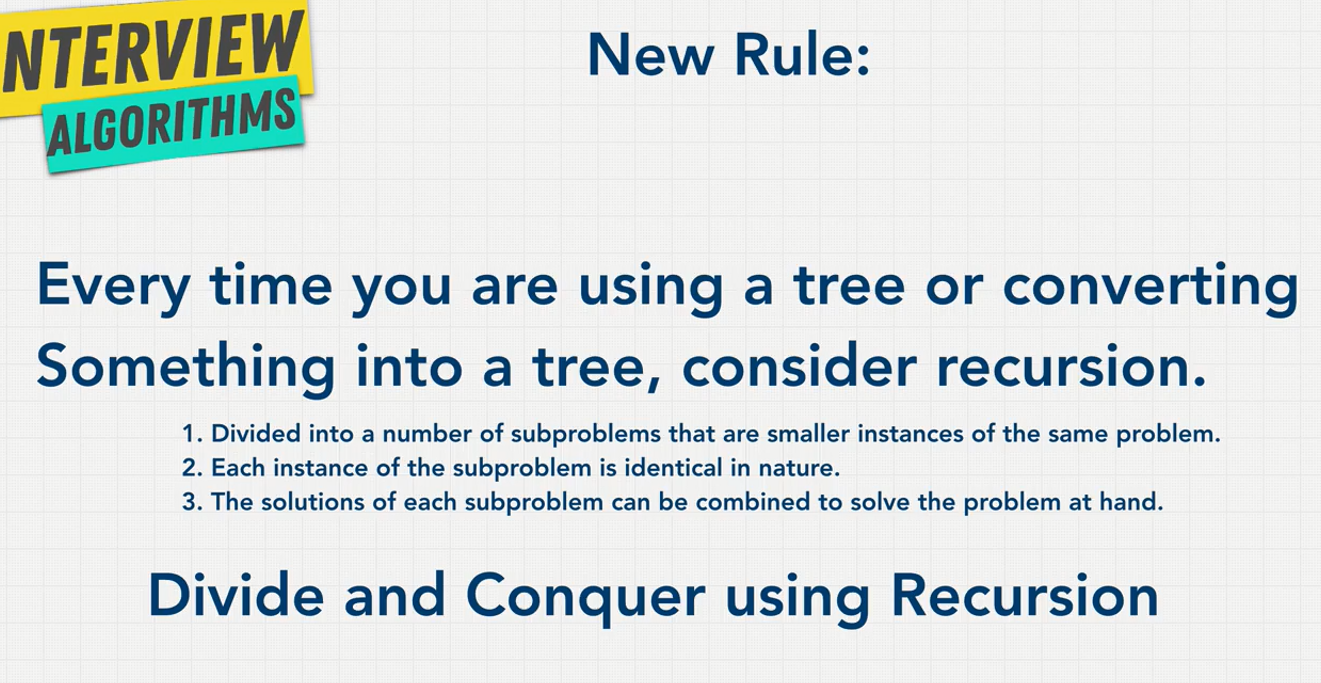 NTERVIEW
ALGORITHMS
New Rule:
Every time you are using a tree or converting
Something into a tree, consider recursion.
1. Divided into a number of subproblems that are smaller instances of the same problem.
2. Each instance of the subproblem is identical in nature.
3. The solutions of each subproblem can be combined to solve the problem at hand.
Divide and Conquer using Recursion